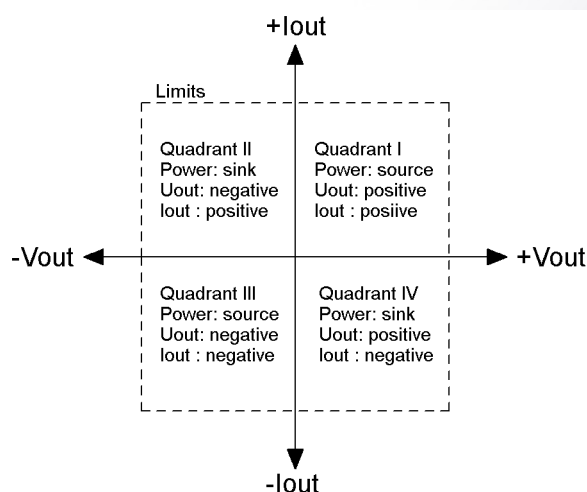 +Iout
Limits
Quadrant II
Power: sink
Uout: negative
Iout : positive
Quadrant I
Power: source
Uout: positive
Iout : posiive
-Vout
+Vout
Quadrant III
Power: source
Uout: negative
Iout : negative
Quadrant IV
Power: sink
Uout: positive
Iout : negative
-Iout